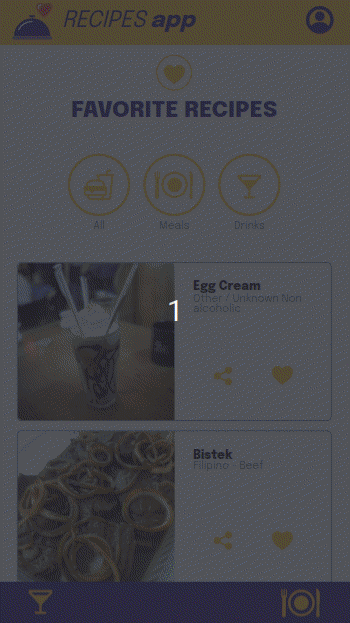 RECIPES app
FAVORITE RECIPES
All
Meals
Drinks
Egg Cream
Other / Unknown Non
alcoholic
1
Bistek
Filipino - Beef